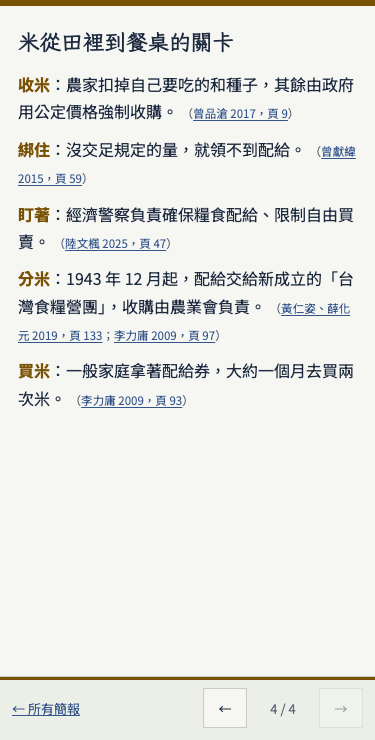 米從田裡到餐桌的關卡
收米：農家扣掉自己要吃的和種子，其餘由政府
用公定價格強制收購。（曾品滄 2017，頁 9）
綁住：沒交足規定的量，就領不到配給。（曾獻緯
2015，頁 59）
盯著：經濟警察負責確保糧食配給、限制自由買
賣。（陸文楓 2025，頁 47）
分米：1943 年 12 月起，配給交給新成立的「台
灣食糧營團」，收購由農業會負責。（黃仁姿、薛化
元 2019，頁 133；李力庸 2009，頁 97）
買米：一般家庭拿著配給券，大約一個月去買兩
次米。（李力庸 2009，頁 93）
← 所有簡報
←
4 / 4
→